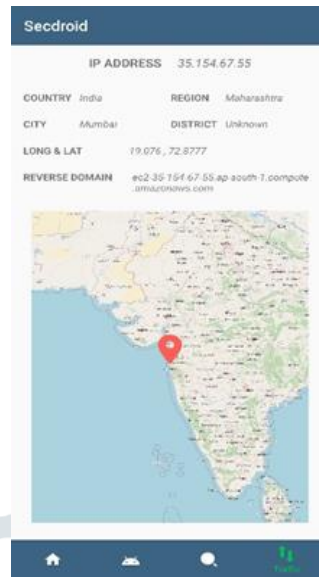 Secdroid
IP ADDRESS 35.154.67.55
COUNTRY India REGION Maharashtra
CITY Mumbai DISTRICT Unknown
LONG & LAT 19.076 , 72.8777
REVERSE DOMAIN ec2-35-154-67-55.ap-south-1.compute
.amazonaws.com
Traffic